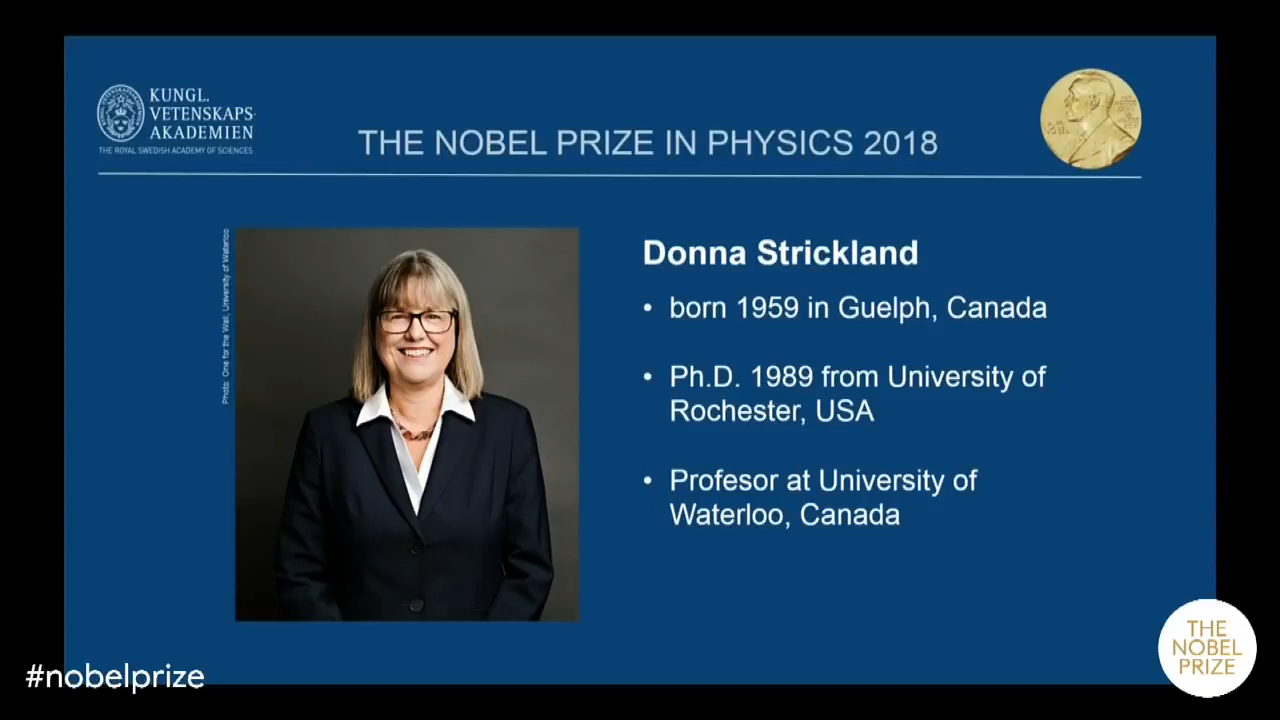 KUNGL.
VETENSKAPS-
AKADEMIEN
THE ROYAL SWEDISH ACADEMY OF SCIENCES
THE NOBEL PRIZE IN PHYSICS 2018
Photo: One for the Wall, University of Waterloo
Donna Strickland
• born 1959 in Guelph, Canada
• Ph.D. 1989 from University of
Rochester, USA
• Profesor at University of
Waterloo, Canada
#nobelprize
THE
NOBEL
PRIZE